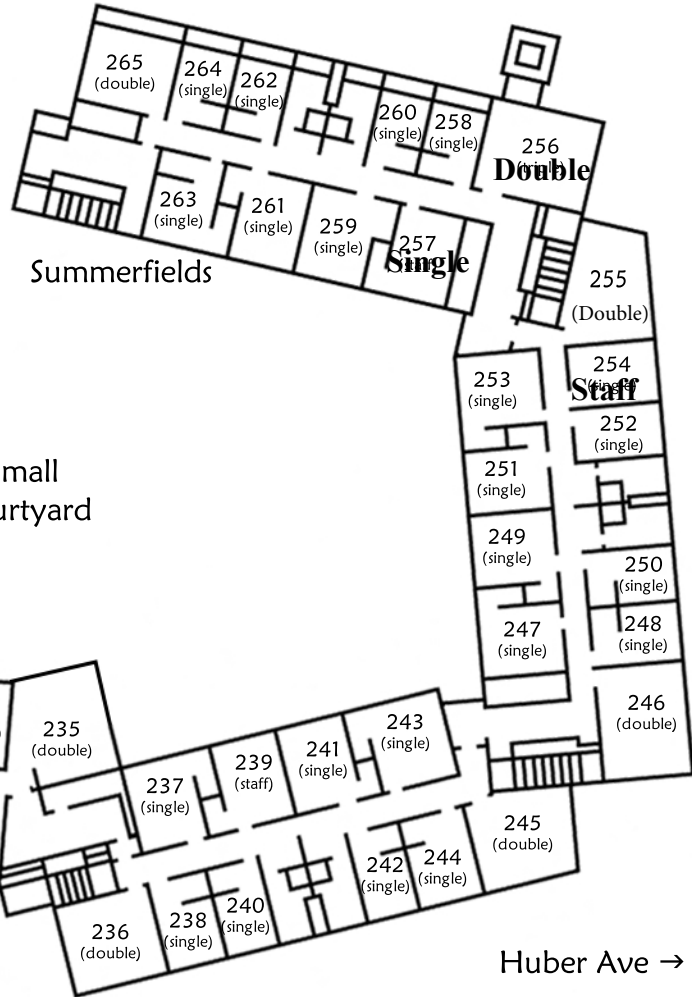 265
(double)
264
(single)
262
(single)
260
(single)
258
(single)
256
Double
263
(single)
261
(single)
259
(single)
257
Single
Summerfields
255
(Double)
254
Staff
253
(single)
252
(single)
251
(single)
249
(single)
250
(single)
248
(single)
247
(single)
246
(double)
mall
urtyard
235
(double)
243
(single)
241
(single)
239
(staff)
237
(single)
245
(double)
244
(single)
242
(single)
240
(single)
238
(single)
236
(double)
Huber Ave →